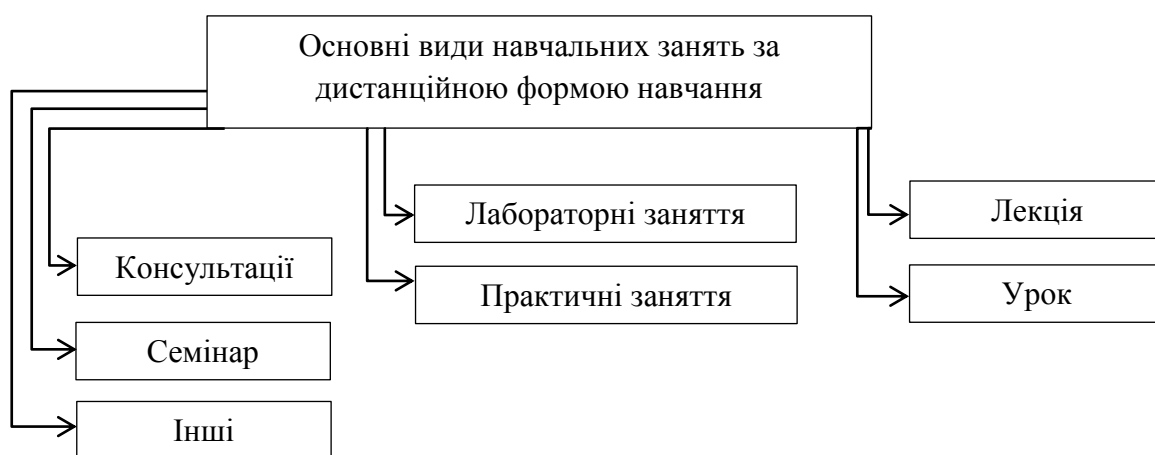 Основні види навчальних занять за
дистанційною формою навчання
Лабораторні заняття
Лекція
Консультації
Практичні заняття
Урок
Семінар
Інші